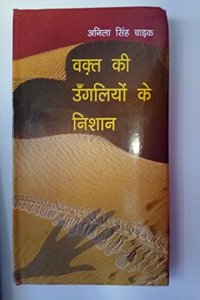 अनिला सिंह चाड़क
वक़्त की
उँगलियों के
निशान